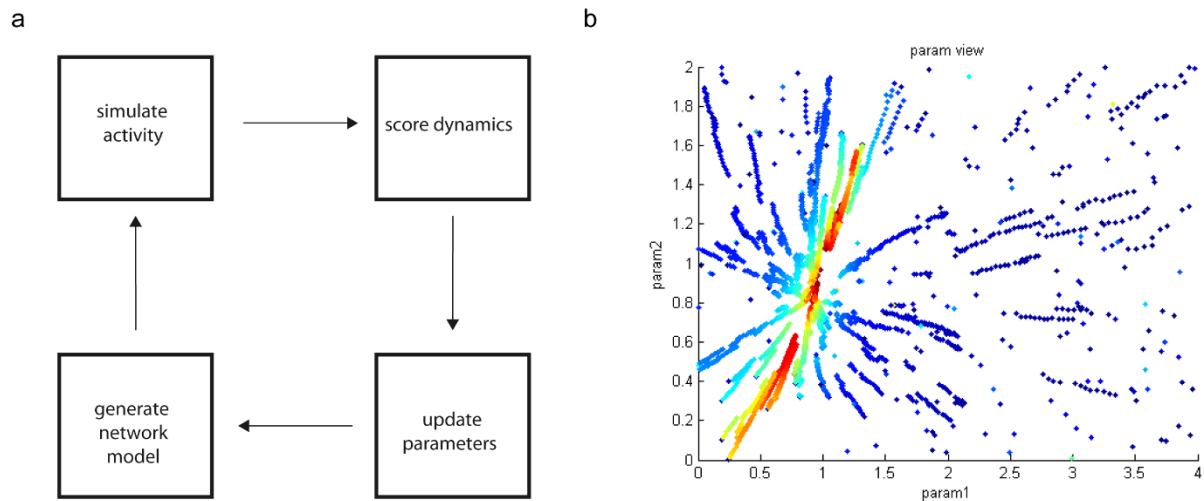 a
simulate
activity
score dynamics
generate
network
model
update
parameters
b
param view
2
1.8
1.6
1.4
1.2
1
0.8
0.6
0.4
0.2
0
param2
0 0.5 1 1.5 2 2.5 3 3.5 4
param1